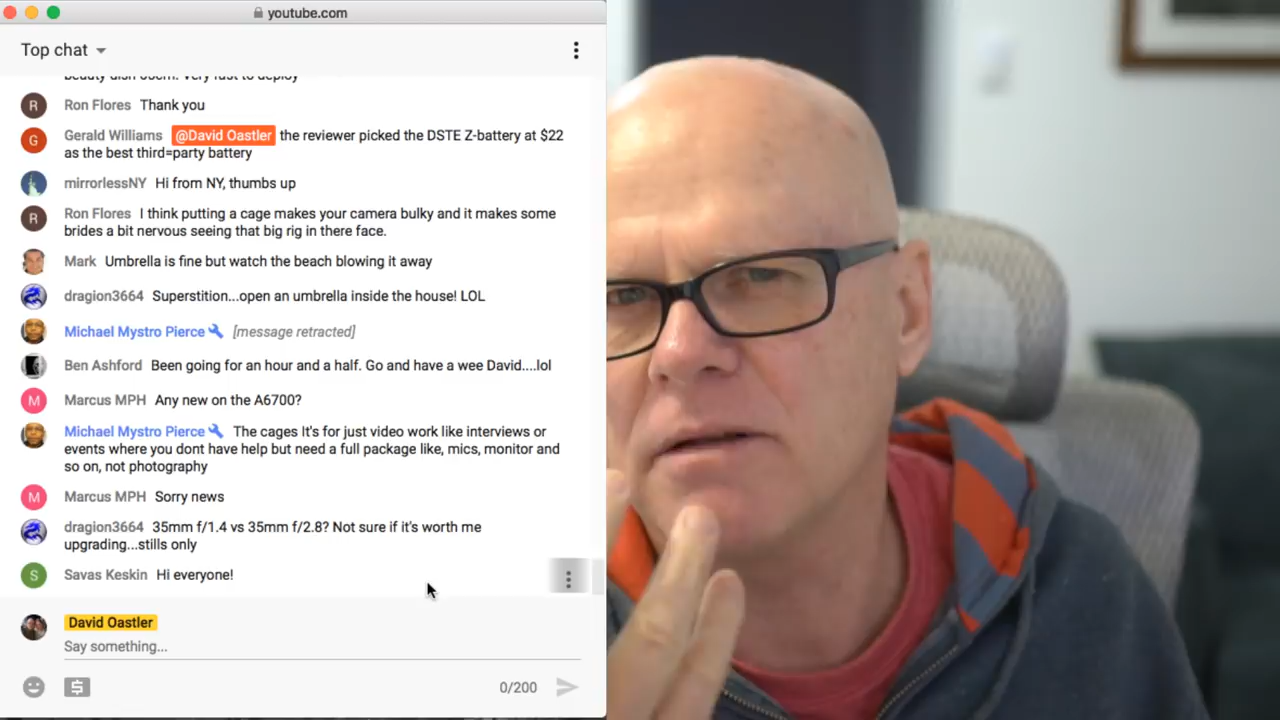 youtube.com
Top chat
beauty dish 65cm. Very fast to deploy
R Ron Flores Thank you
G Gerald Williams @David Oastler the reviewer picked the DSTE Z-battery at $22
as the best third=party battery
mirrorlessNY Hi from NY, thumbs up
R Ron Flores I think putting a cage makes your camera bulky and it makes some
brides a bit nervous seeing that big rig in there face.
Mark Umbrella is fine but watch the beach blowing it away
dragion3664 Superstition...open an umbrella inside the house! LOL
Michael Mystro Pierce [message retracted]
Ben Ashford Been going for an hour and a half. Go and have a wee David....lol
M Marcus MPH Any new on the A6700?
Michael Mystro Pierce The cages It's for just video work like interviews or
events where you dont have help but need a full package like, mics, monitor and
so on, not photography
M Marcus MPH Sorry news
dragion3664 35mm f/1.4 vs 35mm f/2.8? Not sure if it's worth me
upgrading...stills only
S Savas Keskin Hi everyone!
David Oastler
Say something...
$ 0/200